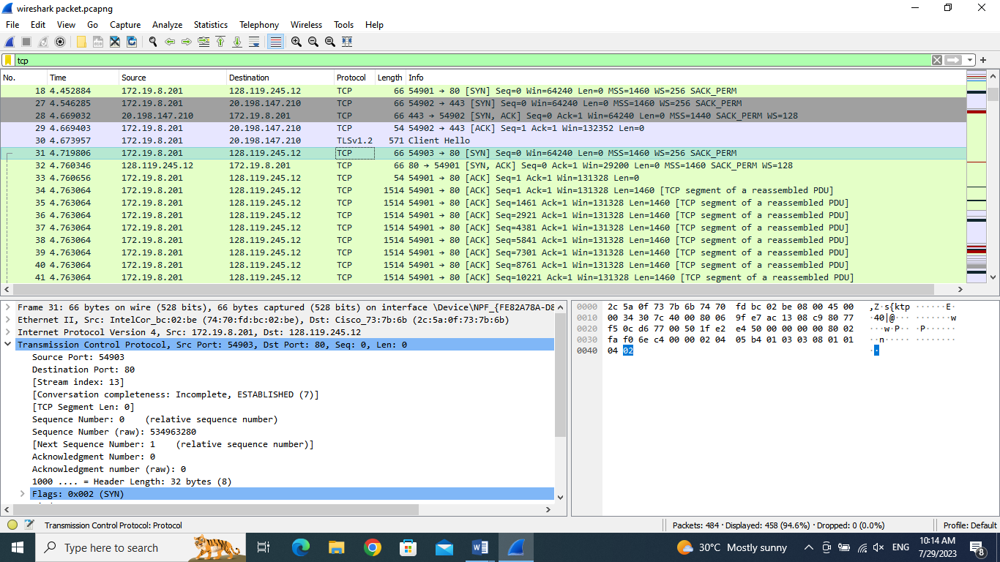 wireshark packet.pcapng
File Edit View Go Capture Analyze Statistics Telephony Wireless Tools Help
tcp
No. Time Source Destination Protocol Length Info
18 4.452884 172.19.8.201 128.119.245.12 TCP 66 54901 → 80 [SYN] Seq=0 Win=64240 Len=0 MSS=1460 WS=256 SACK_PERM
27 4.546285 172.19.8.201 20.198.147.210 TCP 66 54902 → 443 [SYN] Seq=0 Win=64240 Len=0 MSS=1460 WS=256 SACK_PERM
28 4.669032 20.198.147.210 172.19.8.201 TCP 66 443 → 54902 [SYN, ACK] Seq=0 Ack=1 Win=64240 Len=0 MSS=1440 SACK_PERM WS=128
29 4.669403 172.19.8.201 20.198.147.210 TCP 54 54902 → 443 [ACK] Seq=1 Ack=1 Win=132352 Len=0
30 4.673957 172.19.8.201 20.198.147.210 TLSv1.2 571 Client Hello
31 4.719806 172.19.8.201 128.119.245.12 TCP 66 54903 → 80 [SYN] Seq=0 Win=64240 Len=0 MSS=1460 WS=256 SACK_PERM
32 4.760346 128.119.245.12 172.19.8.201 TCP 66 80 → 54901 [SYN, ACK] Seq=0 Ack=1 Win=29200 Len=0 MSS=1460 SACK_PERM WS=128
33 4.760656 172.19.8.201 128.119.245.12 TCP 54 54901 → 80 [ACK] Seq=1 Ack=1 Win=131328 Len=0
34 4.763064 172.19.8.201 128.119.245.12 TCP 1514 54901 → 80 [ACK] Seq=1 Ack=1 Win=131328 Len=1460 [TCP segment of a reassembled PDU]
35 4.763064 172.19.8.201 128.119.245.12 TCP 1514 54901 → 80 [ACK] Seq=1461 Ack=1 Win=131328 Len=1460 [TCP segment of a reassembled PDU]
36 4.763064 172.19.8.201 128.119.245.12 TCP 1514 54901 → 80 [ACK] Seq=2921 Ack=1 Win=131328 Len=1460 [TCP segment of a reassembled PDU]
37 4.763064 172.19.8.201 128.119.245.12 TCP 1514 54901 → 80 [ACK] Seq=4381 Ack=1 Win=131328 Len=1460 [TCP segment of a reassembled PDU]
38 4.763064 172.19.8.201 128.119.245.12 TCP 1514 54901 → 80 [ACK] Seq=5841 Ack=1 Win=131328 Len=1460 [TCP segment of a reassembled PDU]
39 4.763064 172.19.8.201 128.119.245.12 TCP 1514 54901 → 80 [ACK] Seq=7301 Ack=1 Win=131328 Len=1460 [TCP segment of a reassembled PDU]
40 4.763064 172.19.8.201 128.119.245.12 TCP 1514 54901 → 80 [ACK] Seq=8761 Ack=1 Win=131328 Len=1460 [TCP segment of a reassembled PDU]
41 4.763064 172.19.8.201 128.119.245.12 TCP 1514 54901 → 80 [ACK] Seq=10221 Ack=1 Win=131328 Len=1460 [TCP segment of a reassembled PDU]
Frame 31: 66 bytes on wire (528 bits), 66 bytes captured (528 bits) on interface \Device\NPF_{FE82A78A-D8
Ethernet II, Src: IntelCor_bc:02:be (74:70:fd:bc:02:be), Dst: Cisco_73:7b:6b (2c:5a:0f:73:7b:6b)
Internet Protocol Version 4, Src: 172.19.8.201, Dst: 128.119.245.12
Transmission Control Protocol, Src Port: 54903, Dst Port: 80, Seq: 0, Len: 0
Source Port: 54903
Destination Port: 80
[Stream index: 13]
[Conversation completeness: Incomplete, ESTABLISHED (7)]
[TCP Segment Len: 0]
Sequence Number: 0 (relative sequence number)
Sequence Number (raw): 534963280
[Next Sequence Number: 1 (relative sequence number)]
Acknowledgment Number: 0
Acknowledgment number (raw): 0
1000 .... = Header Length: 32 bytes (8)
Flags: 0x002 (SYN)
0000 2c 5a 0f 73 7b 6b 74 70 fd bc 02 be 08 00 45 00 ,Z·s{ktp ······E·
0010 00 34 30 7c 40 00 80 06 9f e7 ac 13 08 c9 80 77 ·40|@··· ·······w
0020 f5 0c d6 77 00 50 1f e2 e4 50 00 00 00 00 80 02 ···w·P·· ·P······
0030 fa f0 6e c4 00 00 02 04 05 b4 01 03 03 08 01 01 ··n····· ········
0040 04 02 ··
Transmission Control Protocol: Protocol
Packets: 484 · Displayed: 458 (94.6%) · Dropped: 0 (0.0%)
Profile: Default
Type here to search
30°C Mostly sunny
ENG
10:14 AM
7/29/2023
8